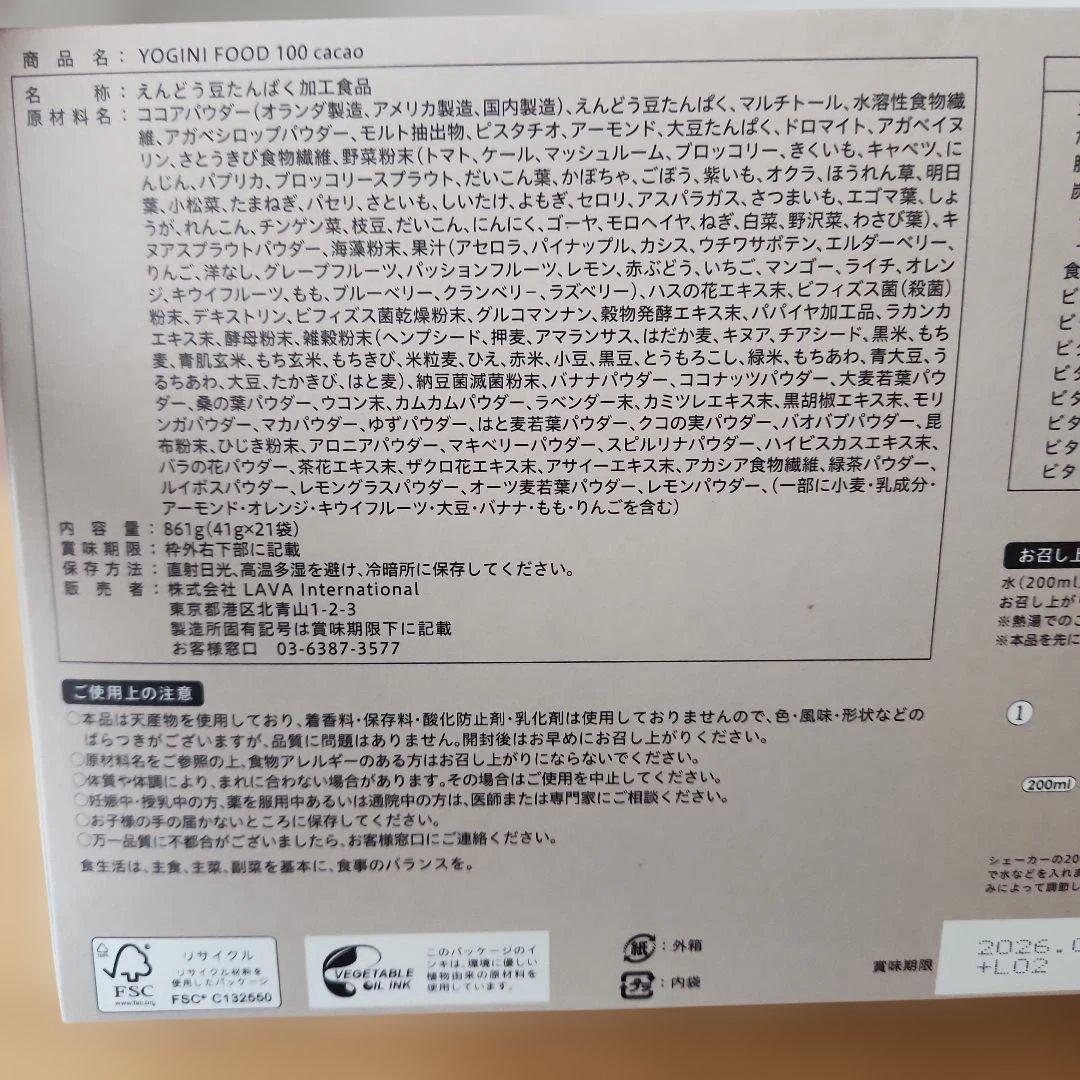 商品名: YOGINI FOOD 100 cacao
名称: えんどう豆たんぱく加工食品
原材料名: ココアパウダー(オランダ製造、アメリカ製造、国内製造)、えんどう豆たんぱく、マルチトール、水溶性食物繊
維、アガベシロップパウダー、モルト抽出物、ピスタチオ、アーモンド、大豆たんぱく、ドロマイト、アガベイヌ
リン、さとうきび食物繊維、野菜粉末(トマト、ケール、マッシュルーム、ブロッコリー、きくいも、キャベツ、に
んじん、パプリカ、ブロッコリースプラウト、だいこん葉、かぼちゃ、ごぼう、紫いも、オクラ、ほうれん草、明日
葉、小松菜、たまねぎ、パセリ、さといも、しいたけ、よもぎ、セロリ、アスパラガス、さつまいも、エゴマ葉、しょ
うが、れんこん、チンゲン菜、枝豆、だいこん、にんにく、ゴーヤ、モロヘイヤ、ねぎ、白菜、野沢菜、わさび葉)、キ
ヌアスプラウトパウダー、海藻粉末、果汁(アセロラ、パイナップル、カシス、ウチワサボテン、エルダーベリー、
りんご、洋なし、グレープフルーツ、パッションフルーツ、レモン、赤ぶどう、いちご、マンゴー、ライチ、オレン
ジ、キウイフルーツ、もも、ブルーベリー、クランベリー、ラズベリー)、ハスの花エキス末、ビフィズス菌(殺菌)
粉末、デキストリン、ビフィズス菌乾燥粉末、グルコマンナン、穀物発酵エキス末、パパイヤ加工品、ラカンカ
エキス末、酵母粉末、雑穀粉末(ヘンプシード、押麦、アマランサス、はだか麦、キヌア、チアシード、黒米、もち
麦、青肌玄米、もち玄米、もちきび、米粒麦、ひえ、赤米、小豆、黒豆、とうもろこし、緑米、もちあわ、青大豆、う
るちあわ、大豆、たかきび、はと麦)、納豆菌滅菌粉末、バナナパウダー、ココナッツパウダー、大麦若葉パウ
ダー、桑の葉パウダー、ウコン末、カムカムパウダー、ラベンダー末、カミツレエキス末、黒胡椒エキス末、モリ
ンガパウダー、マカパウダー、ゆずパウダー、はと麦若葉パウダー、クコの実パウダー、バオバブパウダー、昆
布粉末、ひじき粉末、アロニアパウダー、マキベリーパウダー、スピルリナパウダー、ハイビスカスエキス末、
バラの花パウダー、茶花エキス末、ザクロ花エキス末、アサイーエキス末、アカシア食物繊維、緑茶パウダー、
ルイボスパウダー、レモングラスパウダー、オーツ麦若葉パウダー、レモンパウダー、(一部に小麦・乳成分・
アーモンド・オレンジ・キウイフルーツ・大豆・バナナ・もも・りんごを含む)
内容量: 861g(41g×21袋)
賞味期限: 枠外右下部に記載
保存方法: 直射日光、高温多湿を避け、冷暗所に保存してください。
販売者: 株式会社 LAVA International
東京都港区北青山1-2-3
製造所固有記号は賞味期限下に記載
お客様窓口 03-6387-3577
ご使用上の注意
○本品は天産物を使用しており、着香料・保存料・酸化防止剤・乳化剤は使用しておりませんので、色・風味・形状などの
ばらつきがございますが、品質に問題はありません。開封後はお早めにお召し上がりください。
○原材料名をご参照の上、食物アレルギーのある方はお召し上がりにならないでください。
○体質や体調により、まれに合わない場合があります。その場合はご使用を中止してください。
○妊娠中・授乳中の方、薬を服用中あるいは通院中の方は、医師または専門家にご相談ください。
○お子様の手の届かないところに保存してください。
○万一品質に不都合がございましたら、お客様窓口にご連絡ください。
食生活は、主食、主菜、副菜を基本に、食事のバランスを。
FSC
www.fsc.org
リサイクル
リサイクル材料を
使用したパッケージ
FSC® C132550
VEGETABLE
OIL INK
このパッケージのイ
ンキは、環境に優しい
植物由来の原材料を
使用しています。
紙: 外箱
プラ: 内袋
賞味期限
2026.0
+L02
食
ビ
ビ
ビタ
ビタ
ビタ
ビタ
ビタ
ビタ
お召し上
水(200ml
お召し上が
※熱湯でのご
※本品を先に
1
200ml
シェーカーの20
で水などを入れま
みによって調節し